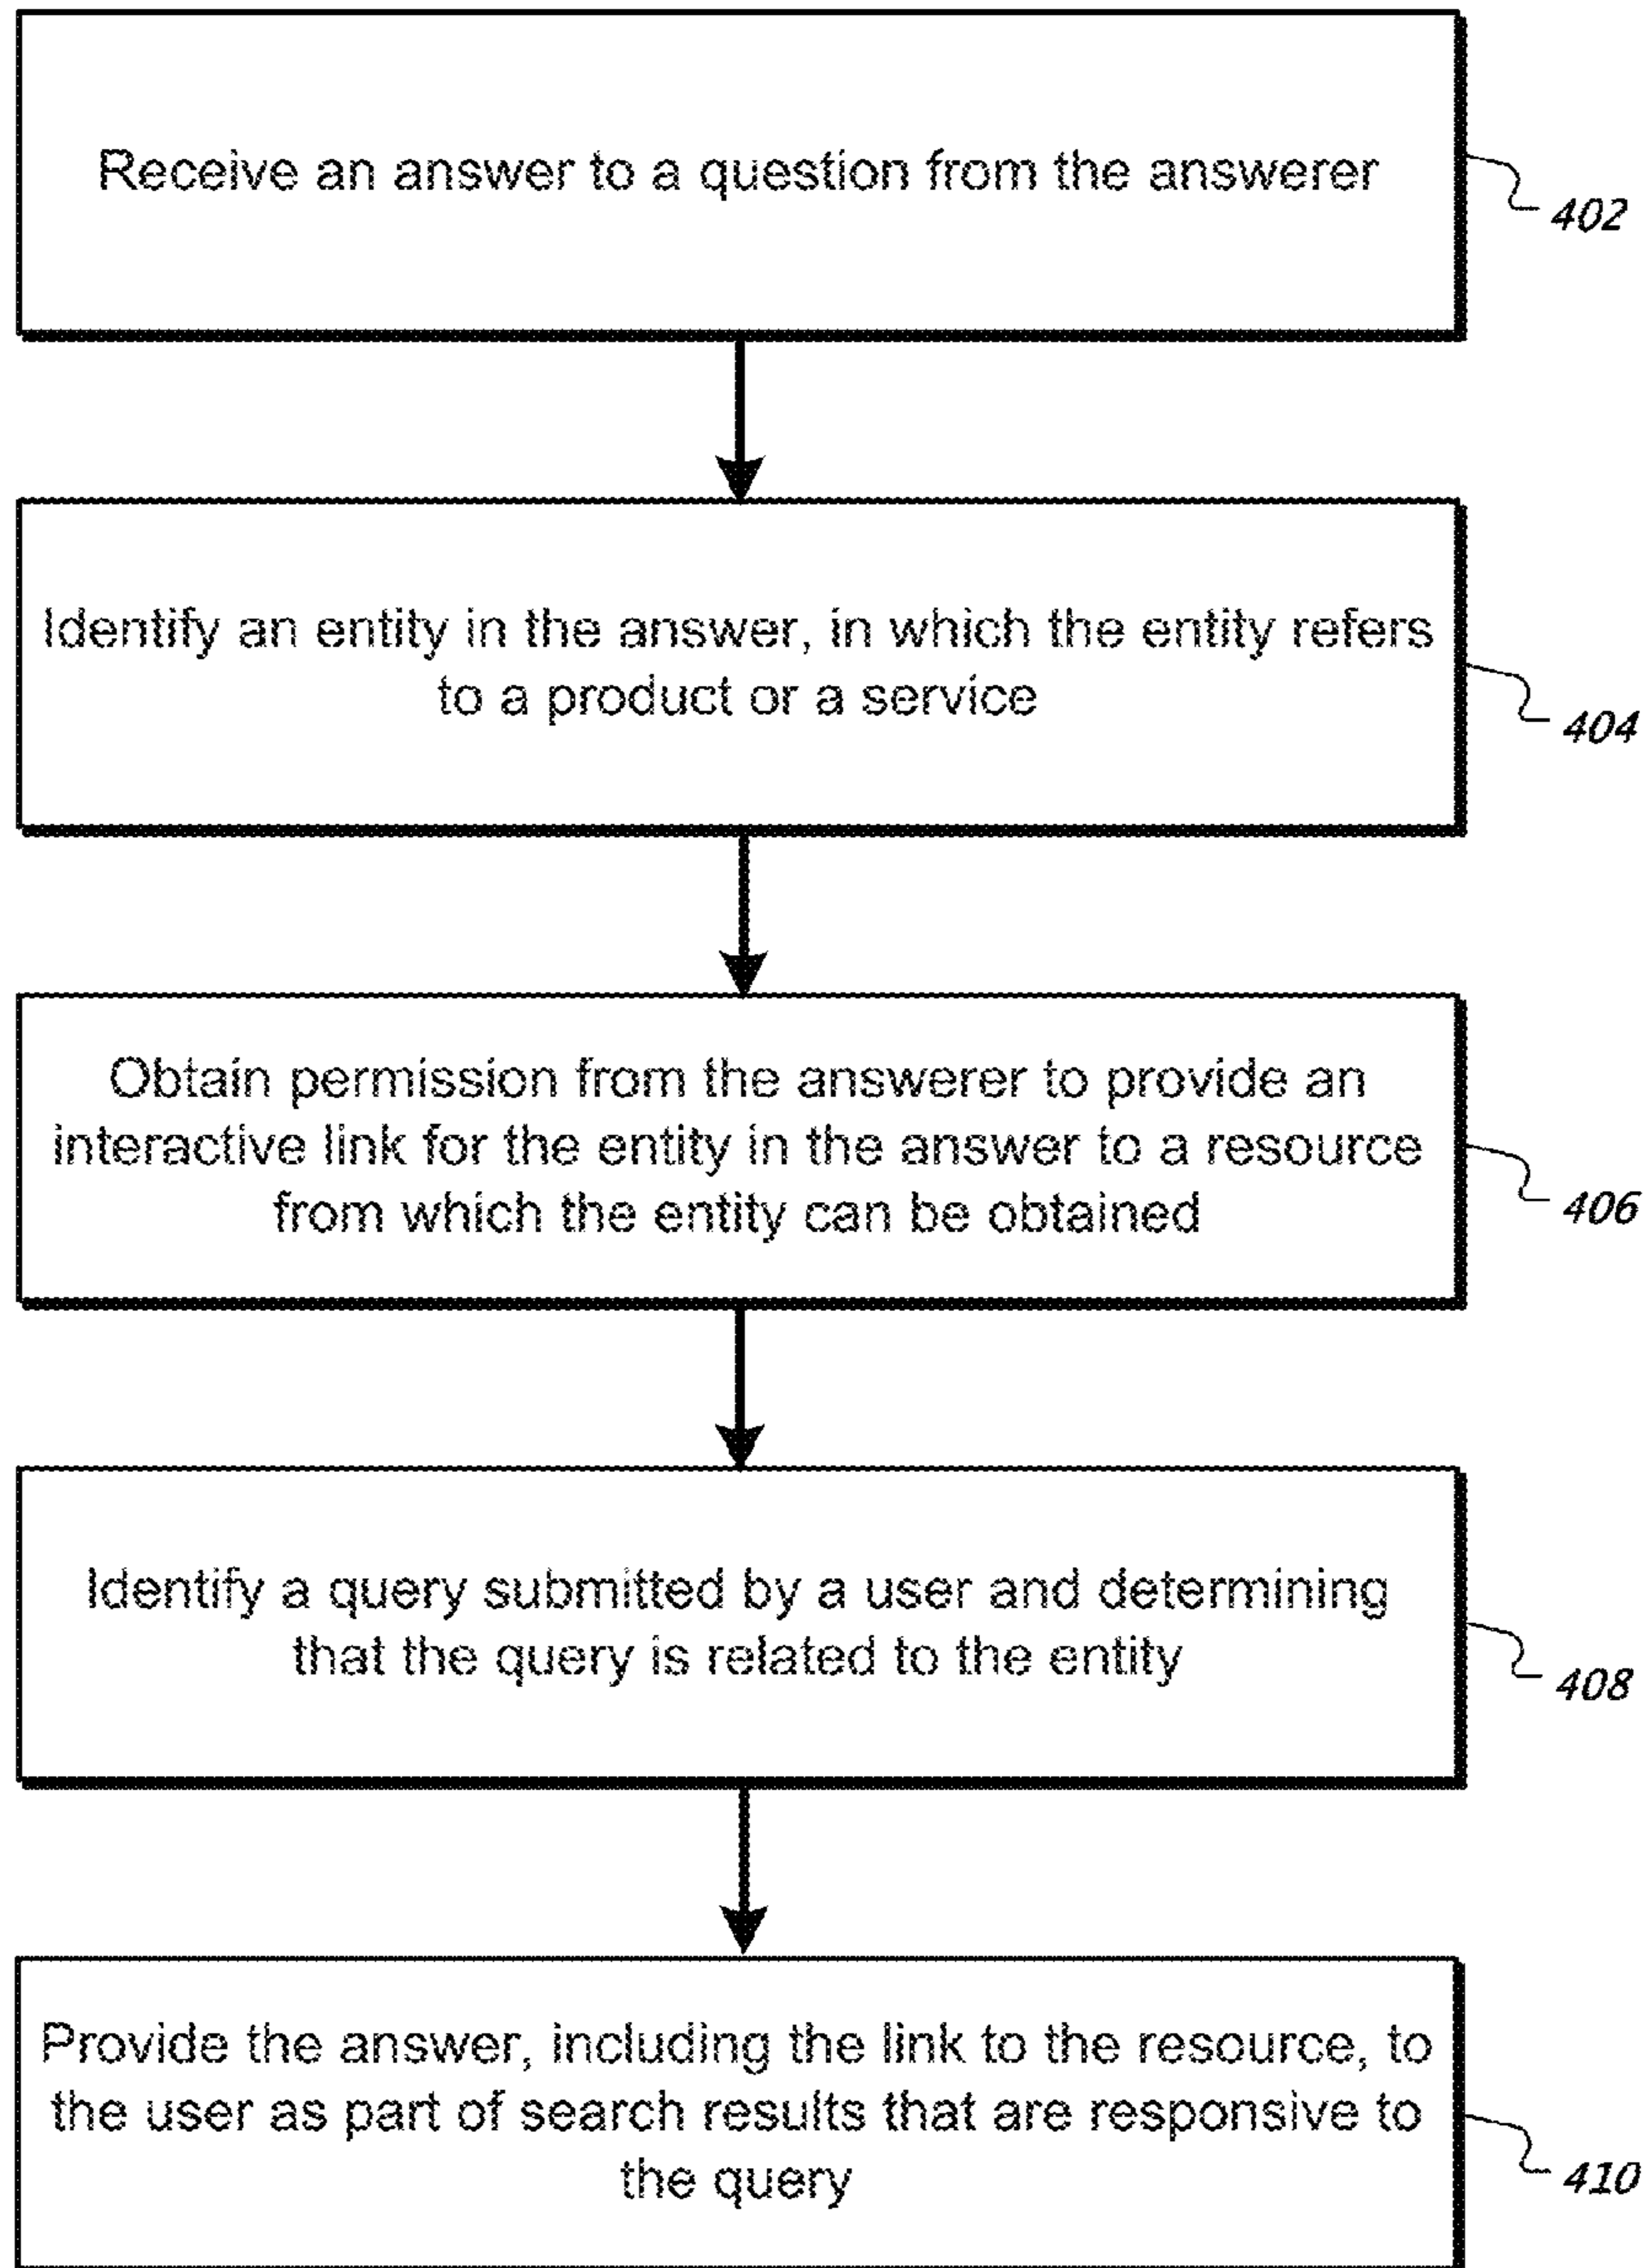 Receive an answer to a question from the answerer
402
Identify an entity in the answer, in which the entity refers
to a product or a service
404
Obtain permission from the answerer to provide an
interactive link for the entity in the answer to a resource
from which the entity can be obtained
406
Identify a query submitted by a user and determining
that the query is related to the entity
408
Provide the answer, including the link to the resource, to
the user as part of search results that are responsive to
the query
410